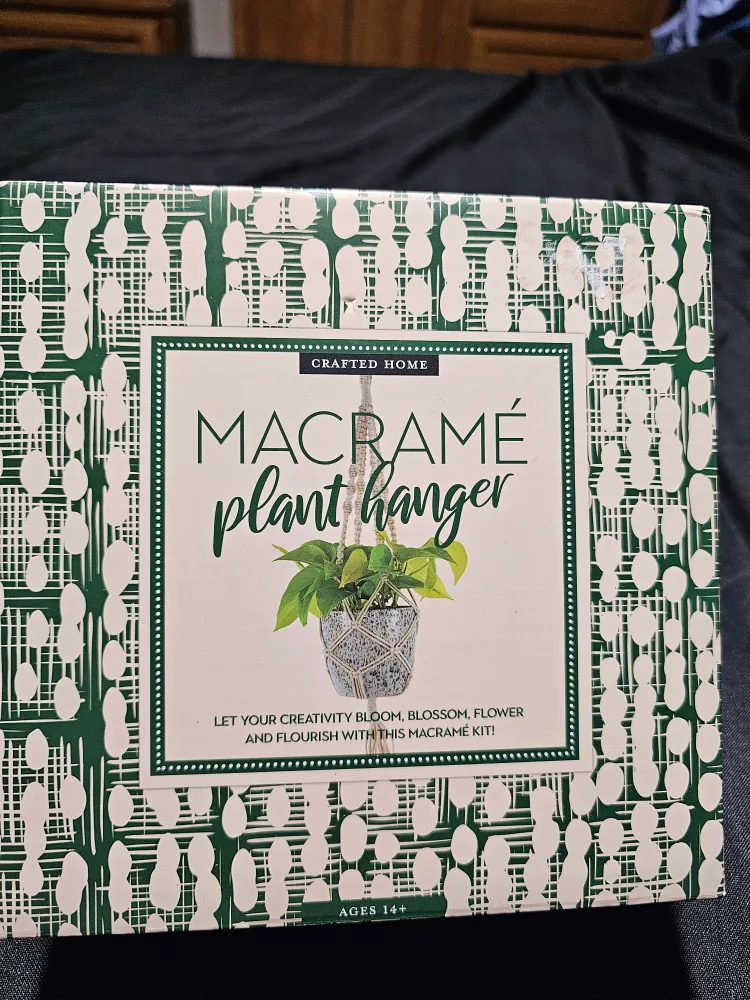 CRAFTED HOME
MACRAMÉ
plant hanger
LET YOUR CREATIVITY BLOOM, BLOSSOM, FLOWER
AND FLOURISH WITH THIS MACRAMÉ KIT!
AGES 14+